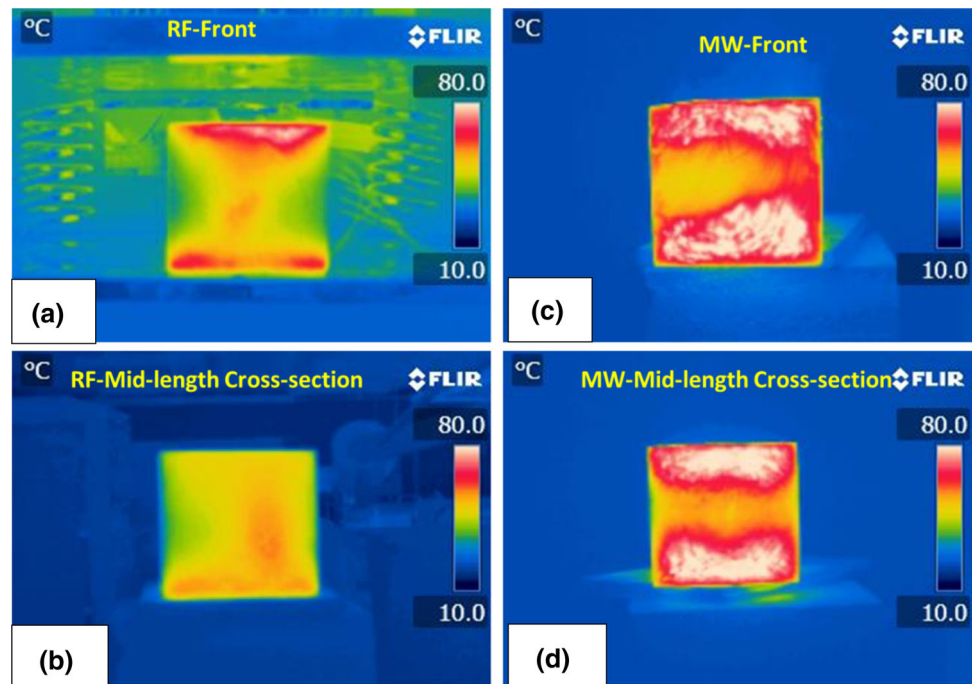 °C
RF-Front
FLIR
80.0
10.0
(a)
°C
MW-Front
FLIR
80.0
10.0
(c)
°C
RF-Mid-length Cross-section
FLIR
80.0
10.0
(b)
°C
MW-Mid-length Cross-section
FLIR
80.0
10.0
(d)